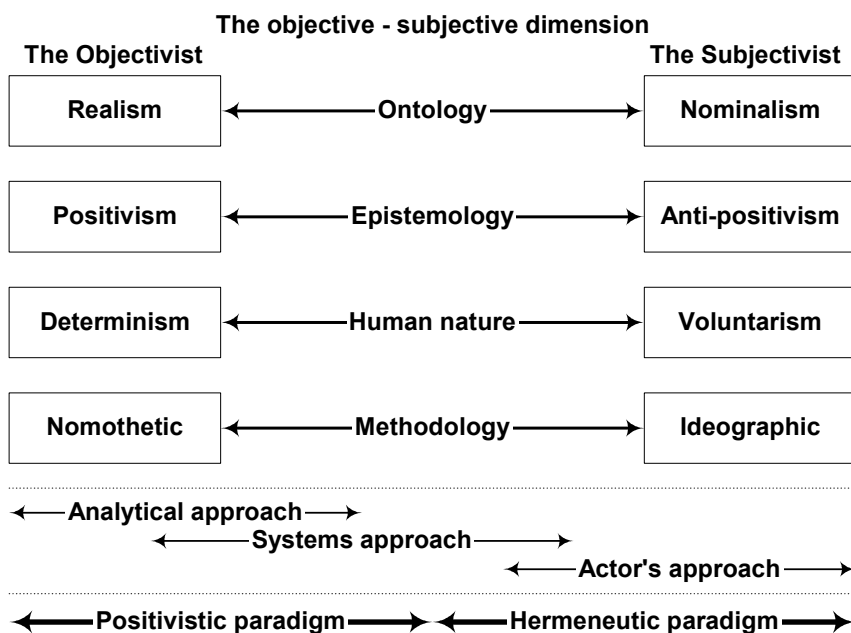 The objective - subjective dimension
The Objectivist The Subjectivist
Realism Ontology Nominalism
Positivism Epistemology Anti-positivism
Determinism Human nature Voluntarism
Nomothetic Methodology Ideographic
Analytical approach
Systems approach
Actor's approach
Positivistic paradigm Hermeneutic paradigm